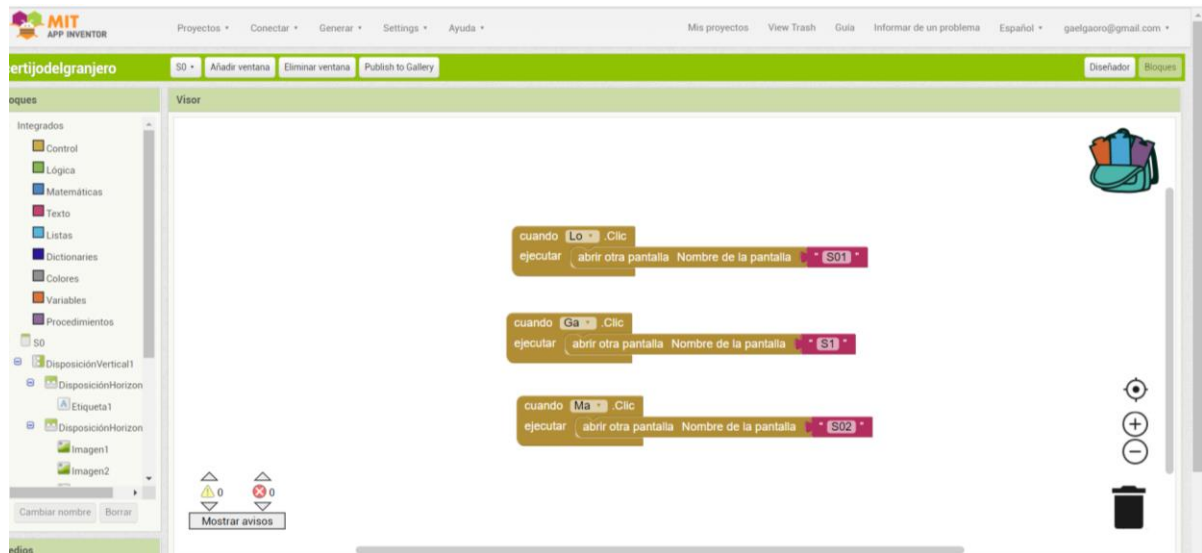 MIT
APP INVENTOR
Proyectos Conectar Generar Settings Ayuda Mis proyectos View Trash Guía Informar de un problema Español gaelgaoro@gmail.com
ertijodelgranjero S0 Añadir ventana Eliminar ventana Publish to Gallery Diseñador Bloques
oques Visor
Integrados
Control
Lógica
Matemáticas
Texto
Listas
Dictionaries
Colores
Variables
Procedimientos
S0
DisposiciónVertical1
DisposiciónHorizon
Etiqueta1
DisposiciónHorizon
Imagen1
Imagen2
Cambiar nombre Borrar
edios
cuando Lo .Clic
ejecutar abrir otra pantalla Nombre de la pantalla " S01 "
cuando Ga .Clic
ejecutar abrir otra pantalla Nombre de la pantalla " S1 "
cuando Ma .Clic
ejecutar abrir otra pantalla Nombre de la pantalla " S02 "
0 0
Mostrar avisos